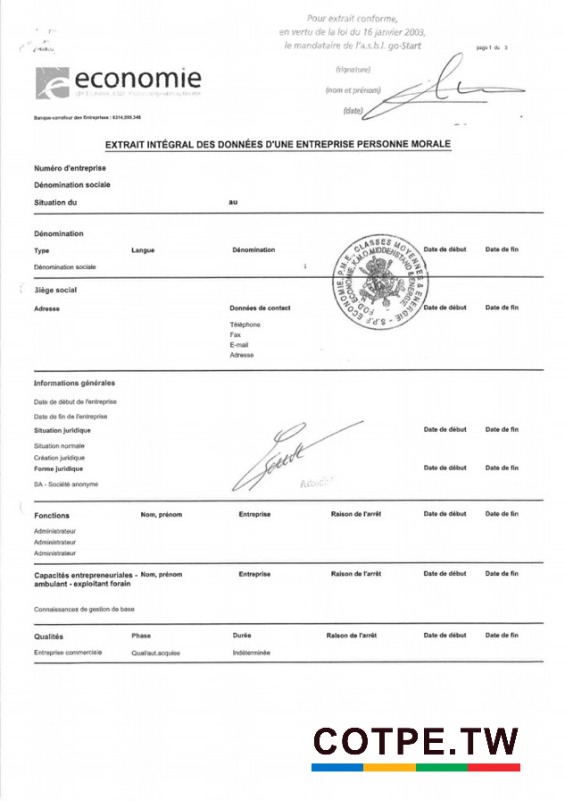 Pour extrait conforme,
en vertu de la loi du 16 janvier 2003,
le mandataire de l'a.s.b.l. go-Start
page 1 du 3
(signature)
(nom et prénom)
(date)
economie
Banque-carrefour des Entreprises : 0314.595.348
EXTRAIT INTÉGRAL DES DONNÉES D'UNE ENTREPRISE PERSONNE MORALE
Numéro d'entreprise
Dénomination sociale
Situation du au
Dénomination
Type Langue Dénomination Date de début Date de fin
Dénomination sociale
S.P.F. ECONOMIE, P.M.E., CLASSES MOYENNES & ENERGIE
F.O.D. ECONOMIE, K.M.O., MIDDENSTAND & ENERGIE
Siège social
Adresse Données de contact Date de début Date de fin
Téléphone
Fax
E-mail
Adresse
Informations générales
Date de début de l'entreprise
Date de fin de l'entreprise
Situation juridique Date de début Date de fin
Situation normale
Création juridique
Forme juridique Date de début Date de fin
SA - Société anonyme
Fonctions Nom, prénom Entreprise Raison de l'arrêt Date de début Date de fin
Administrateur
Administrateur
Administrateur
Capacités entrepreneuriales - Nom, prénom Entreprise Raison de l'arrêt Date de début Date de fin
ambulant - exploitant forain
Connaissances de gestion de base
Qualités Phase Durée Raison de l'arrêt Date de début Date de fin
Entreprise commerciale Qual/aut.acquise Indéterminée
COTPE.TW